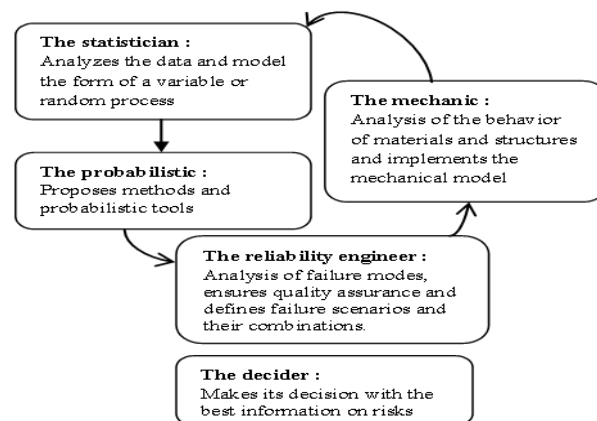 The statistician :
Analyzes the data and model
the form of a variable or
random process
The mechanic :
Analysis of the behavior
of materials and structures
and implements the
mechanical model
The probabilistic :
Proposes methods and
probabilistic tools
The reliability engineer :
Analysis of failure modes,
ensures quality assurance and
defines failure scenarios and
their combinations.
The decider :
Makes its decision with the
best information on risks